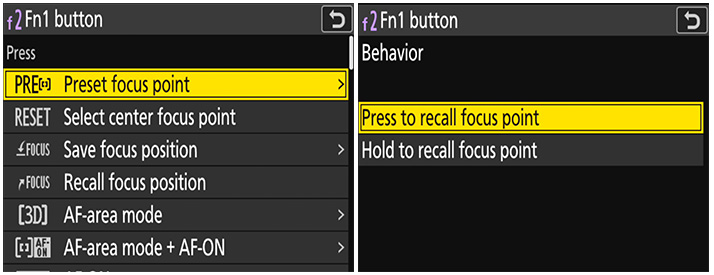 f2 Fn1 button
Press
PRE[⸬] Preset focus point
RESET Select center focus point
FOCUS Save focus position
FOCUS Recall focus position
[3D] AF-area mode
AF-ON AF-area mode + AF-ON
f2 Fn1 button
Behavior
Press to recall focus point
Hold to recall focus point